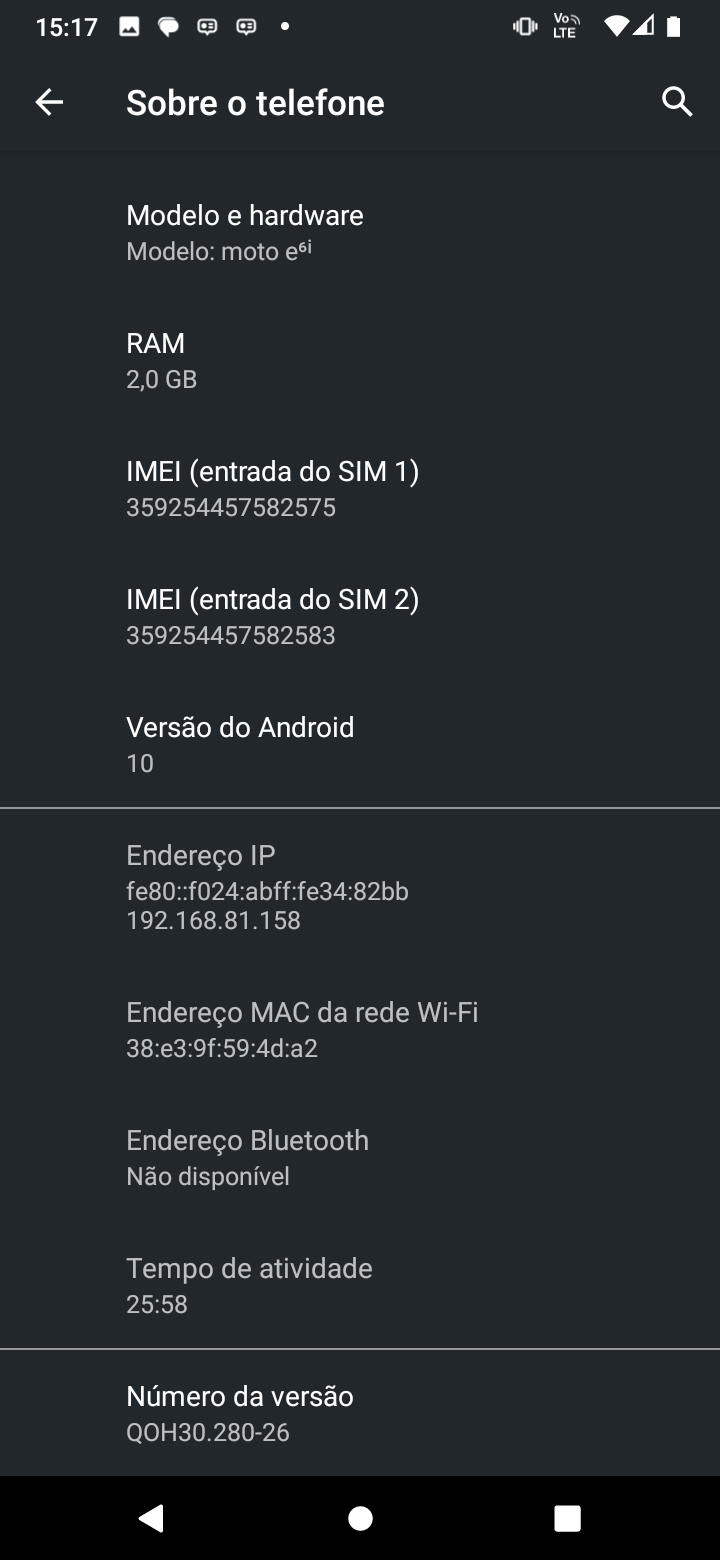 15:17
Vo
LTE
Sobre o telefone
Modelo e hardware
Modelo: moto e⁶ⁱ
RAM
2,0 GB
IMEI (entrada do SIM 1)
359254457582575
IMEI (entrada do SIM 2)
359254457582583
Versão do Android
10
Endereço IP
fe80::f024:abff:fe34:82bb
192.168.81.158
Endereço MAC da rede Wi-Fi
38:e3:9f:59:4d:a2
Endereço Bluetooth
Não disponível
Tempo de atividade
25:58
Número da versão
QOH30.280-26